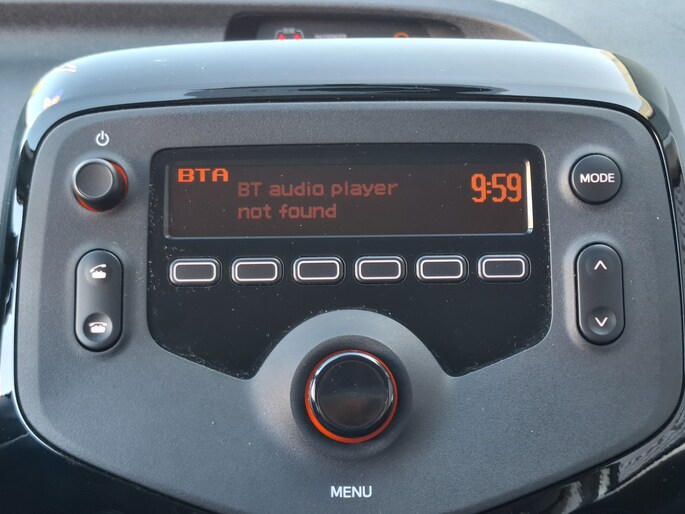 BTA
BT audio player
not found
9:59
MODE
MENU